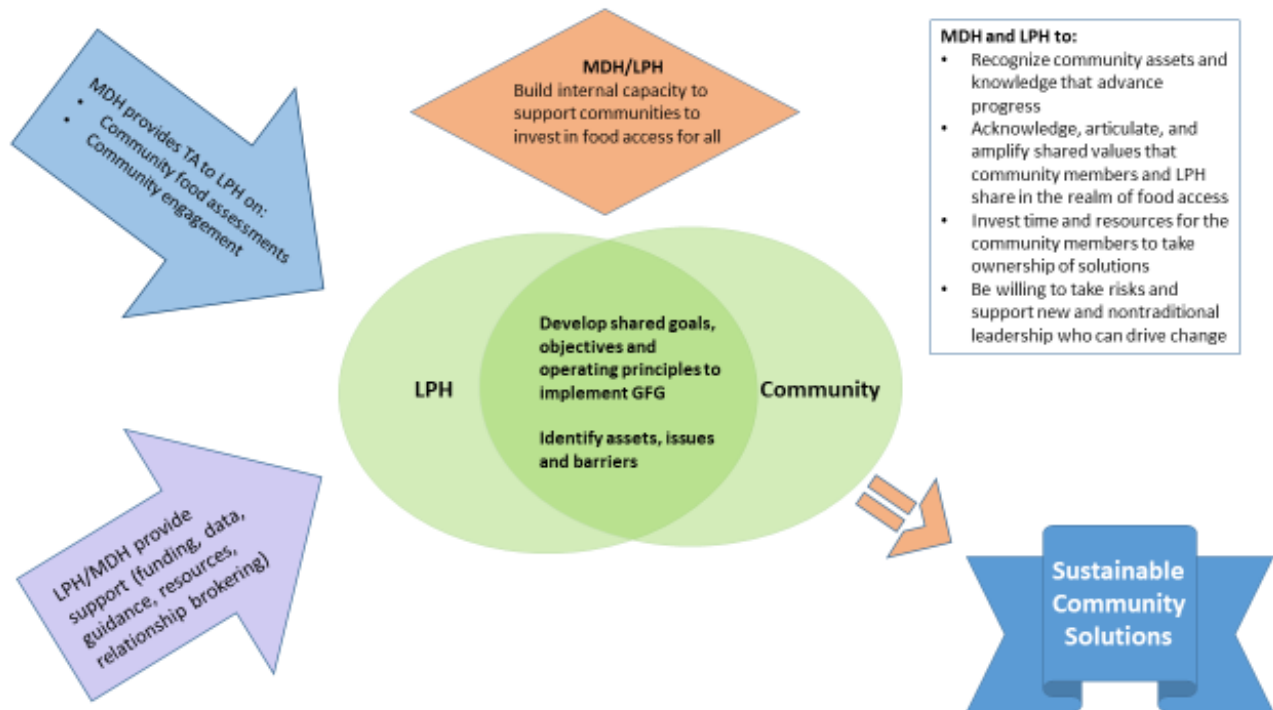 MDH provides TA to LPH on:
• Community food assessments
• Community engagement
MDH/LPH
Build internal capacity to
support communities to
invest in food access for all
MDH and LPH to:
• Recognize community assets and
knowledge that advance
progress
• Acknowledge, articulate, and
amplify shared values that
community members and LPH
share in the realm of food access
• Invest time and resources for the
community members to take
ownership of solutions
• Be willing to take risks and
support new and nontraditional
leadership who can drive change
LPH
Develop shared goals,
objectives and
operating principles to
implement GFG
Identify assets, issues
and barriers
Community
LPH/MDH provide
support (funding, data,
guidance, resources,
relationship brokering)
Sustainable
Community
Solutions